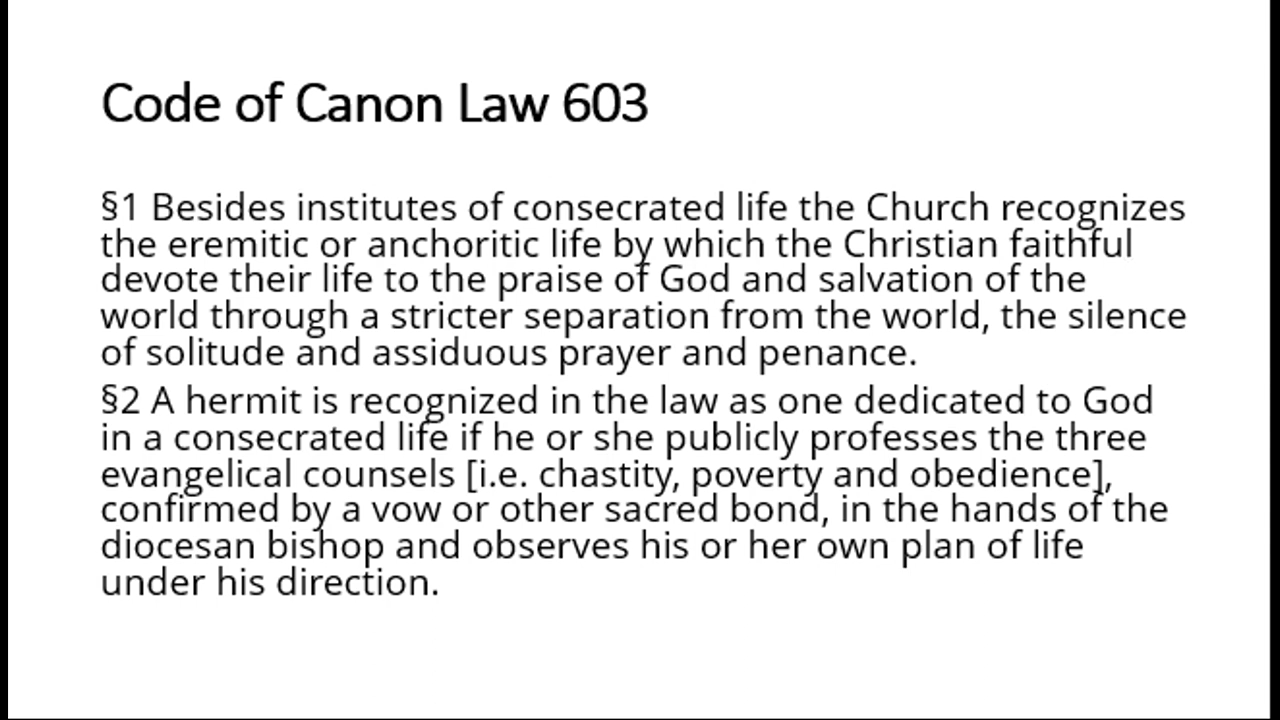 Code of Canon Law 603
§1 Besides institutes of consecrated life the Church recognizes
the eremitic or anchoritic life by which the Christian faithful
devote their life to the praise of God and salvation of the
world through a stricter separation from the world, the silence
of solitude and assiduous prayer and penance.
§2 A hermit is recognized in the law as one dedicated to God
in a consecrated life if he or she publicly professes the three
evangelical counsels [i.e. chastity, poverty and obedience],
confirmed by a vow or other sacred bond, in the hands of the
diocesan bishop and observes his or her own plan of life
under his direction.